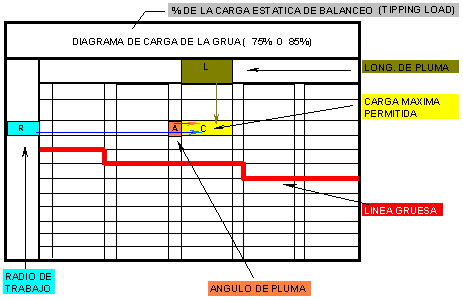 % DE LA CARGA ESTATICA DE BALANCEO (TIPPING LOAD)
DIAGRAMA DE CARGA DE LA GRUA ( 75% O 85%)
L
LONG. DE PLUMA
CARGA MAXIMA
PERMITIDA
R
A
C
LINEA GRUESA
RADIO DE
TRABAJO
ANGULO DE PLUMA